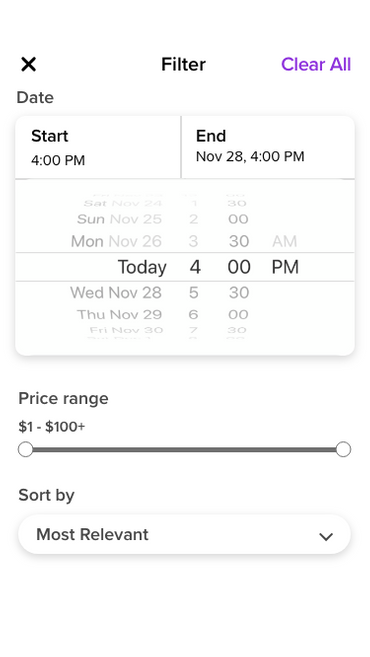 ✕ Filter Clear All
Date
Start
4:00 PM
End
Nov 28, 4:00 PM
Sat Nov 24 1 30
Sun Nov 25 2 00
Mon Nov 26 3 30 AM
Today 4 00 PM
Wed Nov 28 5 30
Thu Nov 29 6 00
Fri Nov 30 7 30
Price range
$1 - $100+
Sort by
Most Relevant